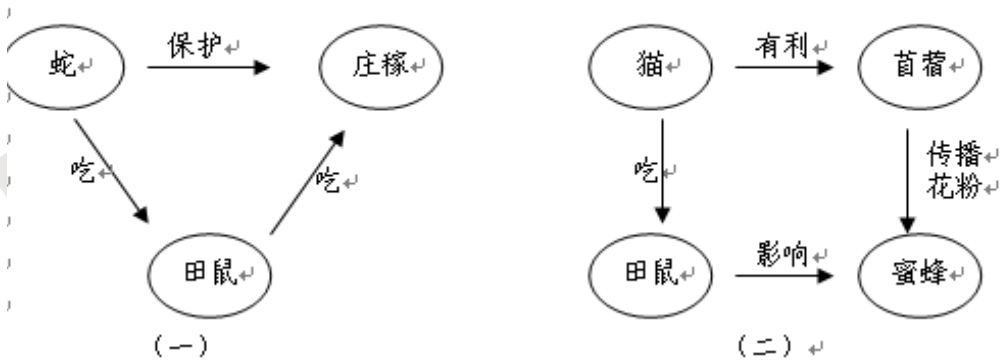 蛇 保护 庄稼
吃 吃
田鼠
（一）
猫 有利 苜蓿
吃 传播
花粉
田鼠 影响 蜜蜂
（二）